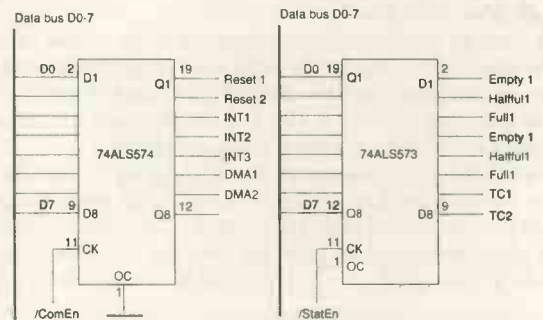 Data bus D0-7
D0 2
D1
Q1
19
Reset 1
Reset 2
INT1
INT2
INT3
DMA1
DMA2
74ALS574
D7 9
D8
Q8
12
11
CK
OC
1
/ComEn
Data bus D0-7
D0 19
Q1
D1
2
Empty 1
Halfful1
Full1
Empty 1
Halfful1
Full1
TC1
TC2
74ALS573
D7 12
Q8
D8
9
11
CK
1
OC
/StatEn